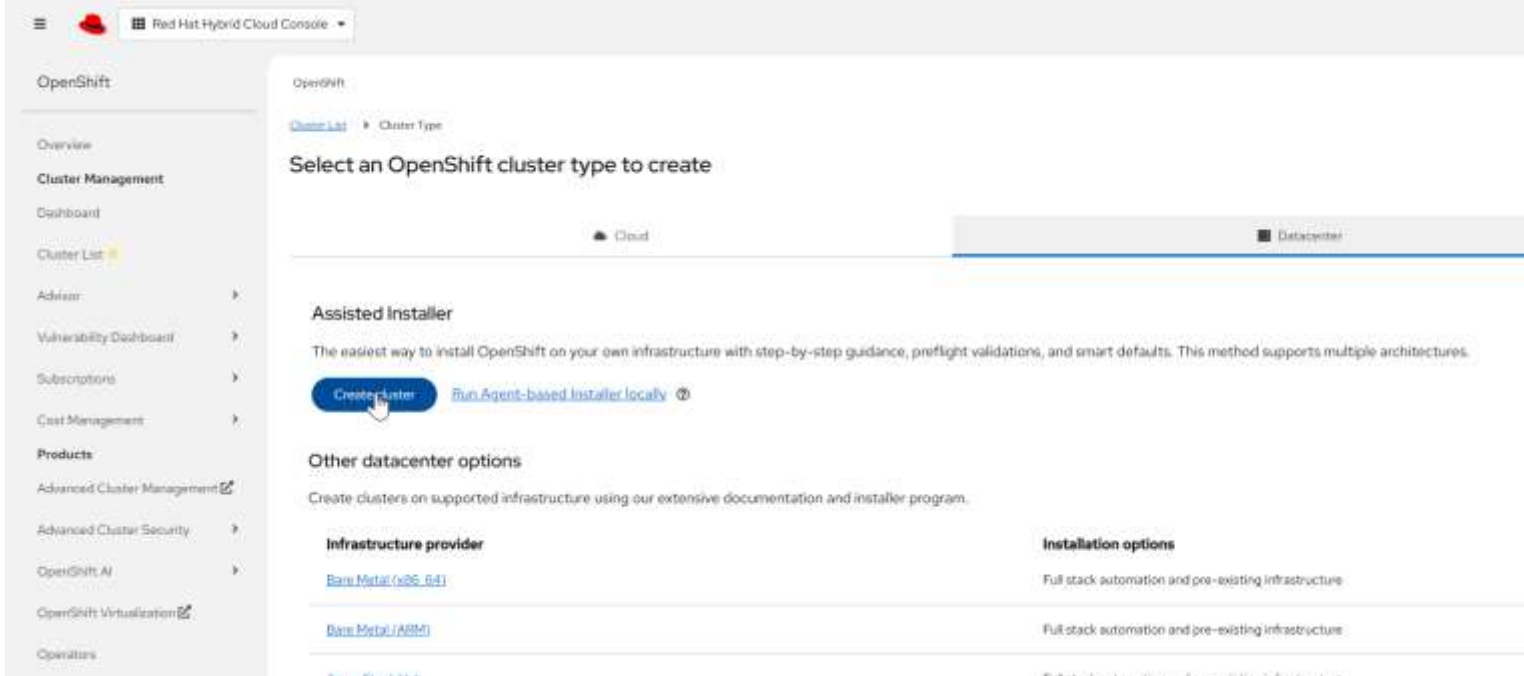 Red Hat Hybrid Cloud Console
OpenShift
Overview
Cluster Management
Dashboard
Cluster List
Advisor
Vulnerability Dashboard
Subscriptions
Cost Management
Products
Advanced Cluster Management
Advanced Cluster Security
OpenShift AI
OpenShift Virtualization
Operators
OpenShift
Cluster List > Cluster Type
Select an OpenShift cluster type to create
Cloud
Datacenter
Assisted Installer
The easiest way to install OpenShift on your own infrastructure with step-by-step guidance, preflight validations, and smart defaults. This method supports multiple architectures.
Create cluster
Run Agent-based Installer locally
Other datacenter options
Create clusters on supported infrastructure using our extensive documentation and installer program.
Infrastructure provider
Installation options
Bare Metal (x86_64)
Full stack automation and pre-existing infrastructure
Bare Metal (ARM)
Full stack automation and pre-existing infrastructure